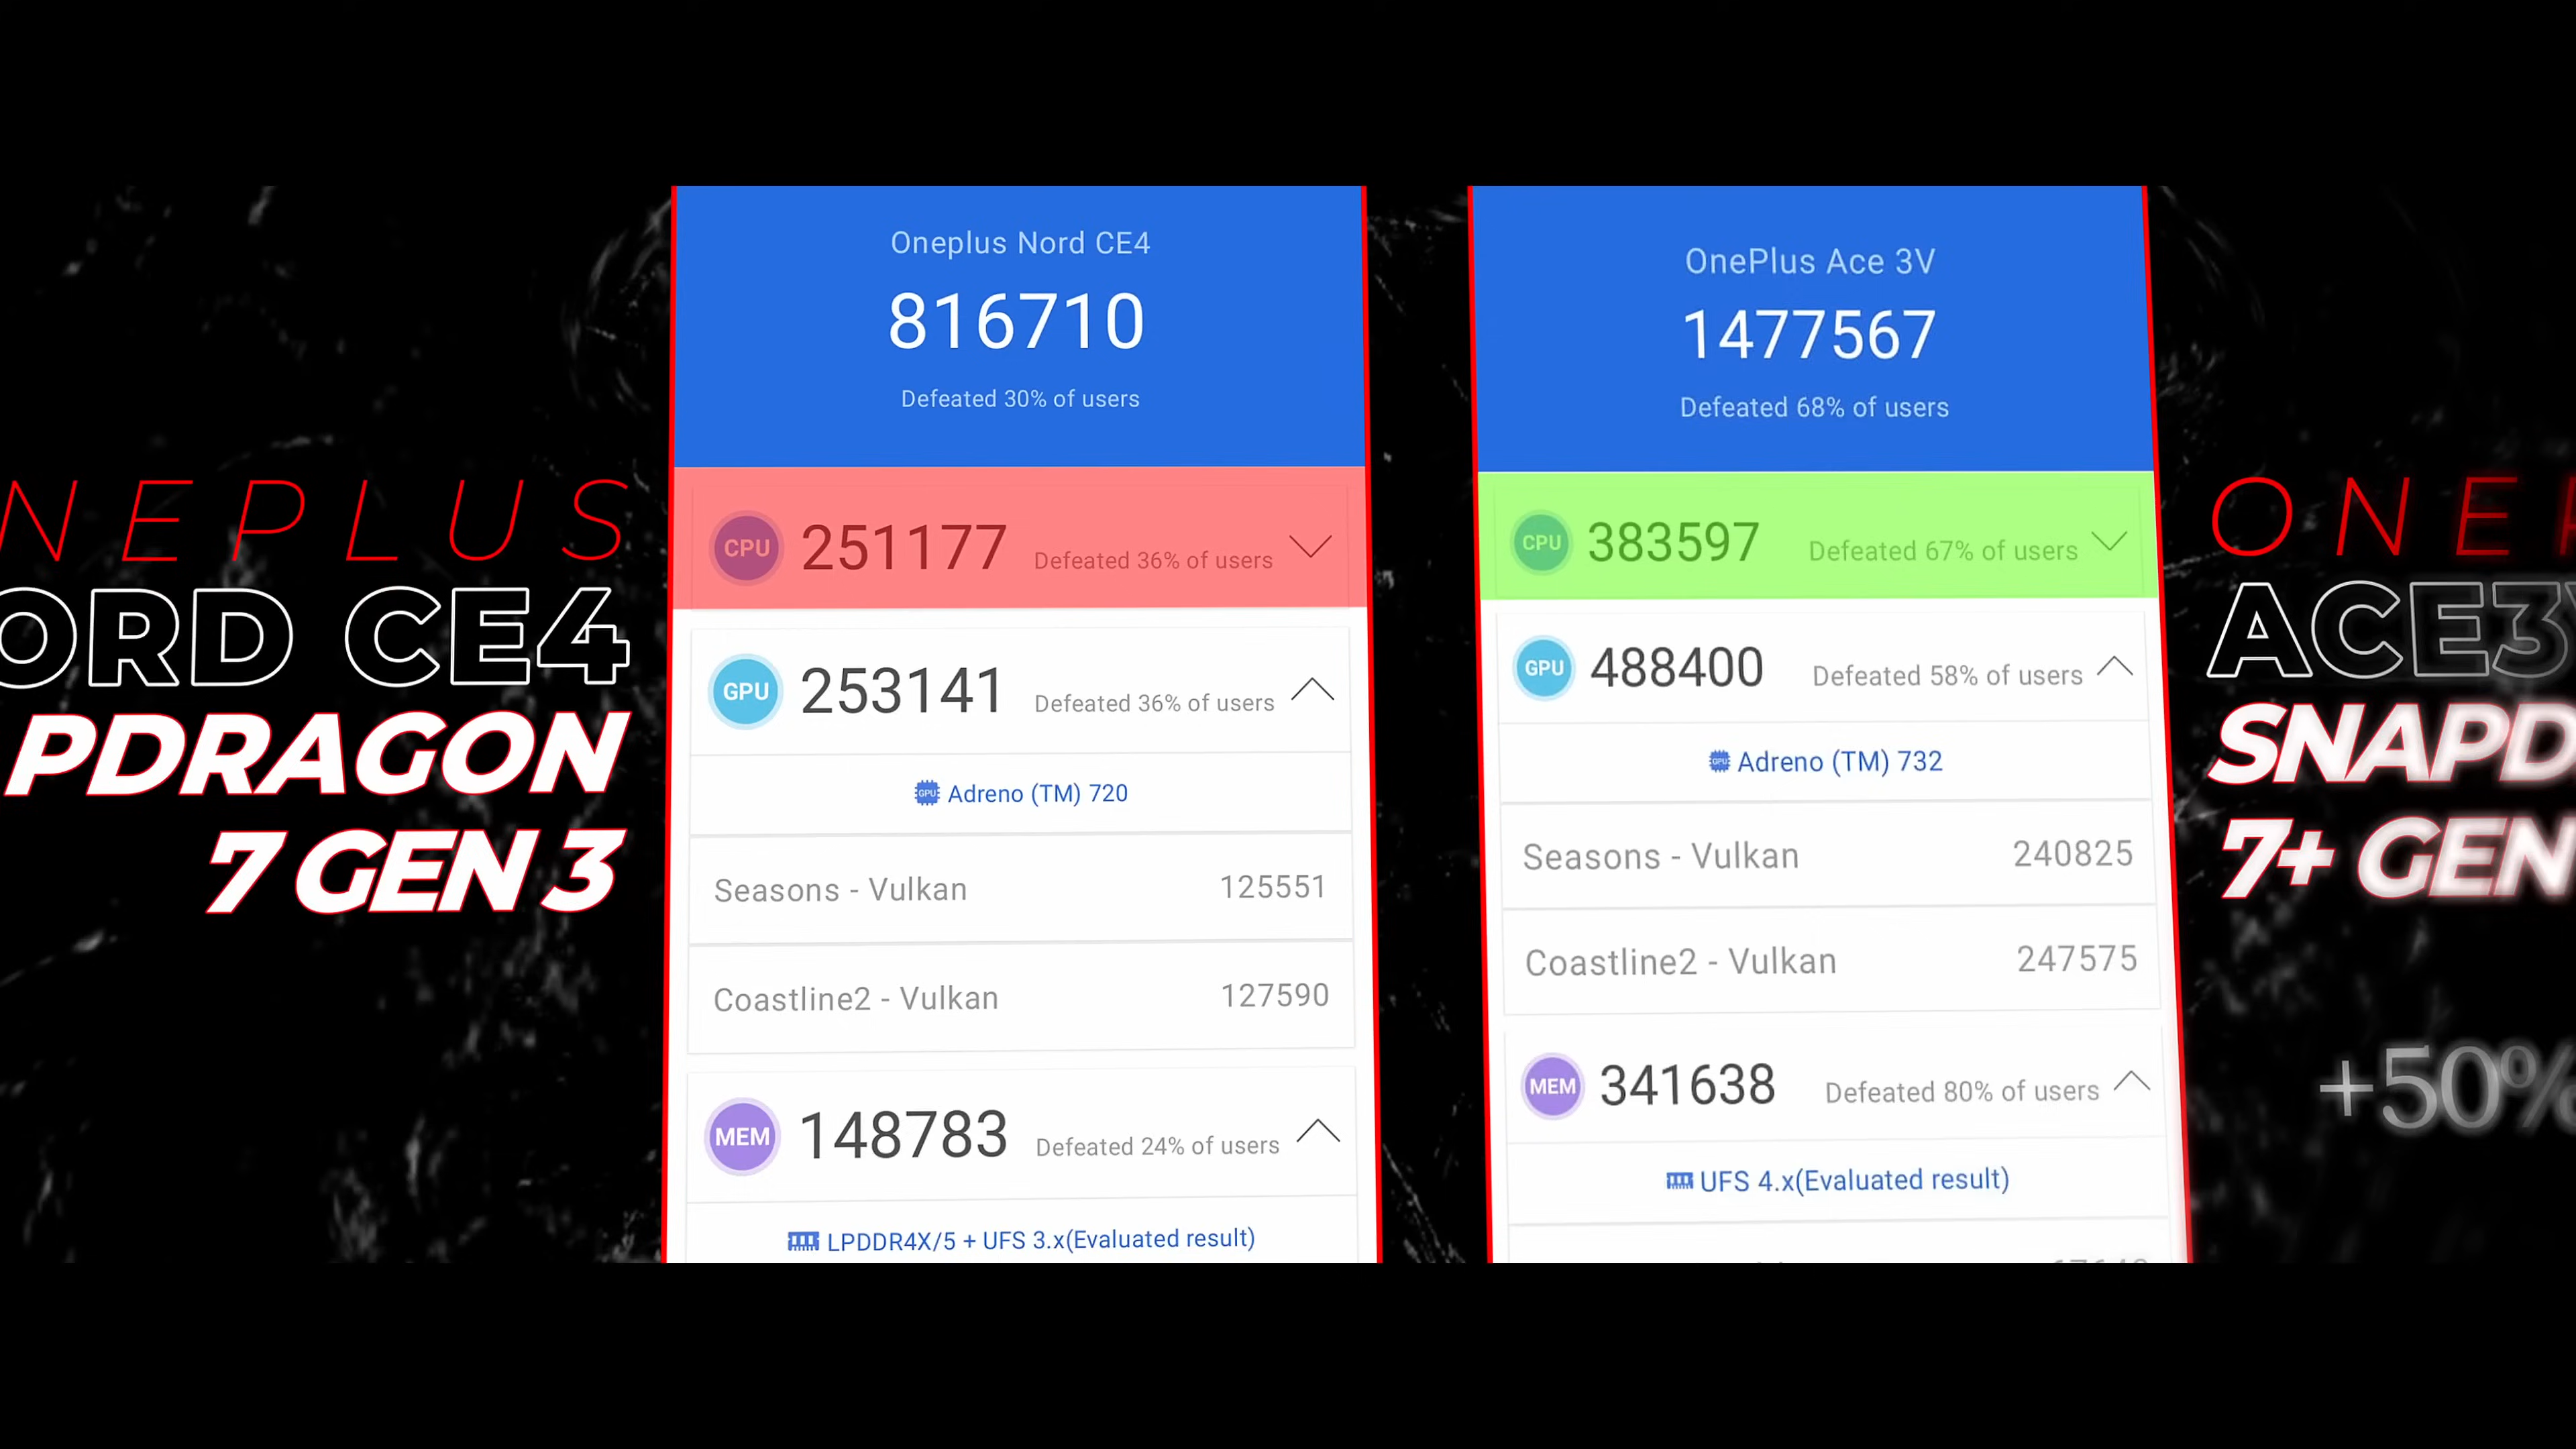 NEPLUS
ORD CE4
PDRAGON
7 GEN 3
Oneplus Nord CE4
816710
Defeated 30% of users
CPU 251177 Defeated 36% of users
GPU 253141 Defeated 36% of users
GPU Adreno (TM) 720
Seasons - Vulkan 125551
Coastline2 - Vulkan 127590
MEM 148783 Defeated 24% of users
LPDDR4X/5 + UFS 3.x(Evaluated result)
OnePlus Ace 3V
1477567
Defeated 68% of users
CPU 383597 Defeated 67% of users
GPU 488400 Defeated 58% of users
GPU Adreno (TM) 732
Seasons - Vulkan 240825
Coastline2 - Vulkan 247575
MEM 341638 Defeated 80% of users
UFS 4.x(Evaluated result)
ONEP
ACE3V
SNAPD
7+ GEN
+50%